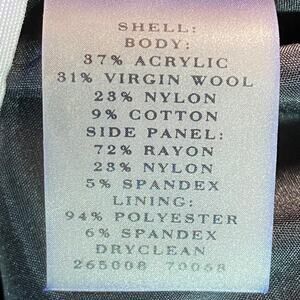 SHELL:
BODY:
37% ACRYLIC
31% VIRGIN WOOL
23% NYLON
9% COTTON
SIDE PANEL:
72% RAYON
23% NYLON
5% SPANDEX
LINING:
94% POLYESTER
6% SPANDEX
DRYCLEAN
265008 70068